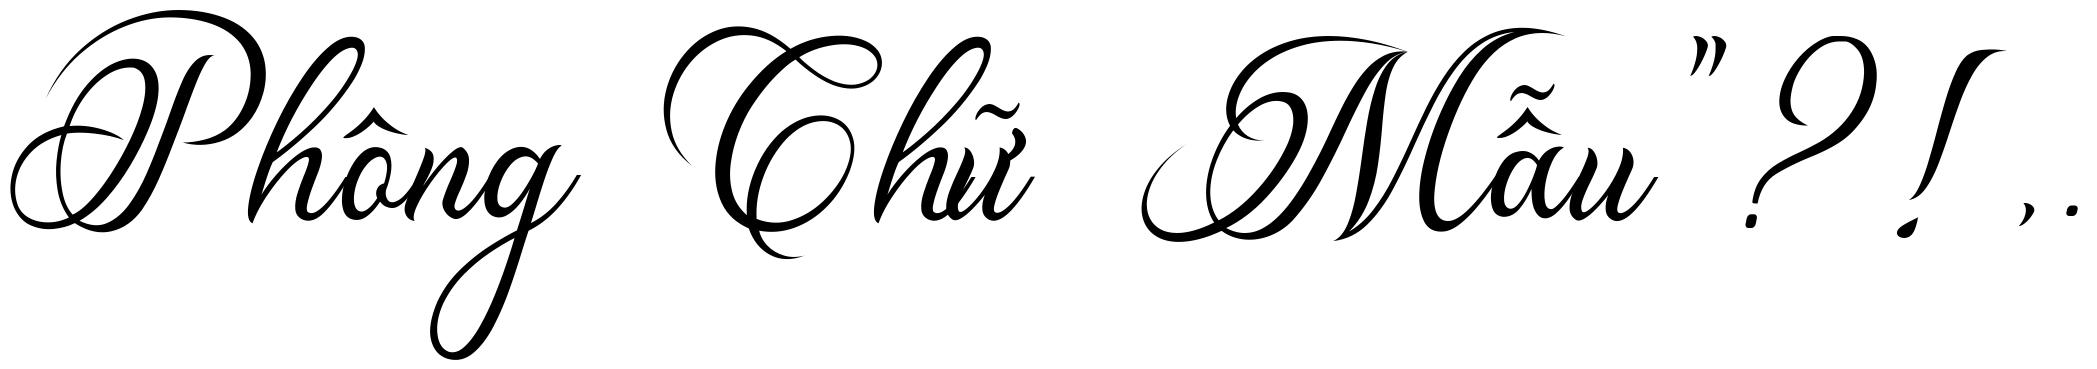 Phông Chữ Mẫu " ? ! , .